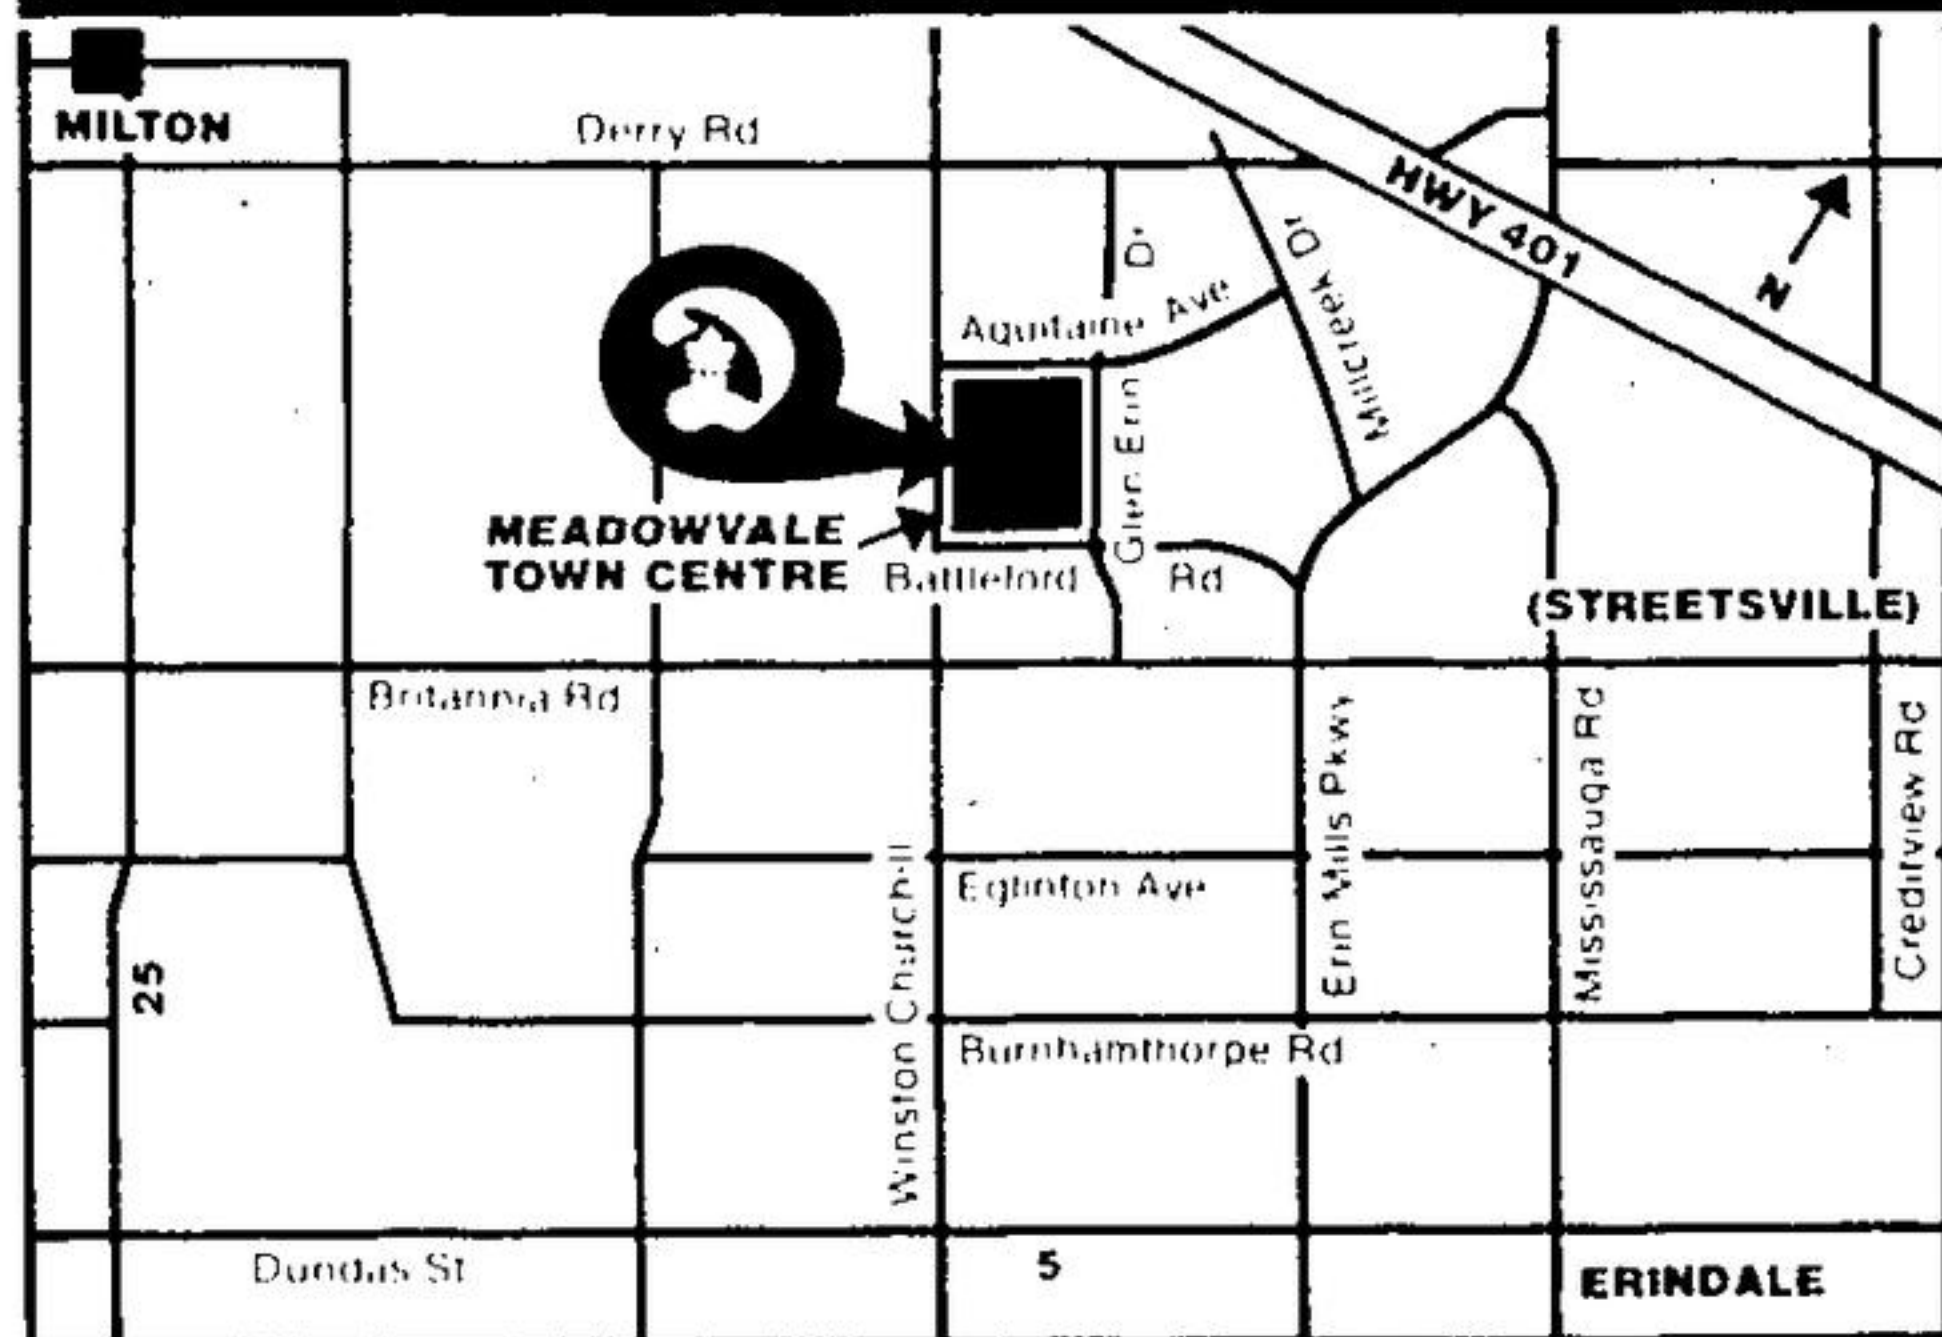 MILTON
Derry Rd
HWY 401
N
Dr
Millcreek Dr
Aquitaine Ave
Glen Erin
MEADOWVALE
TOWN CENTRE
Battleford Rd
(STREETSVILLE)
Britannia Rd
Erin Mills Pkwy
Mississauga Rd
Creditview Rd
Winston Churchill
Eglinton Ave
25
Burnhamthorpe Rd
Dundas St
5
ERINDALE